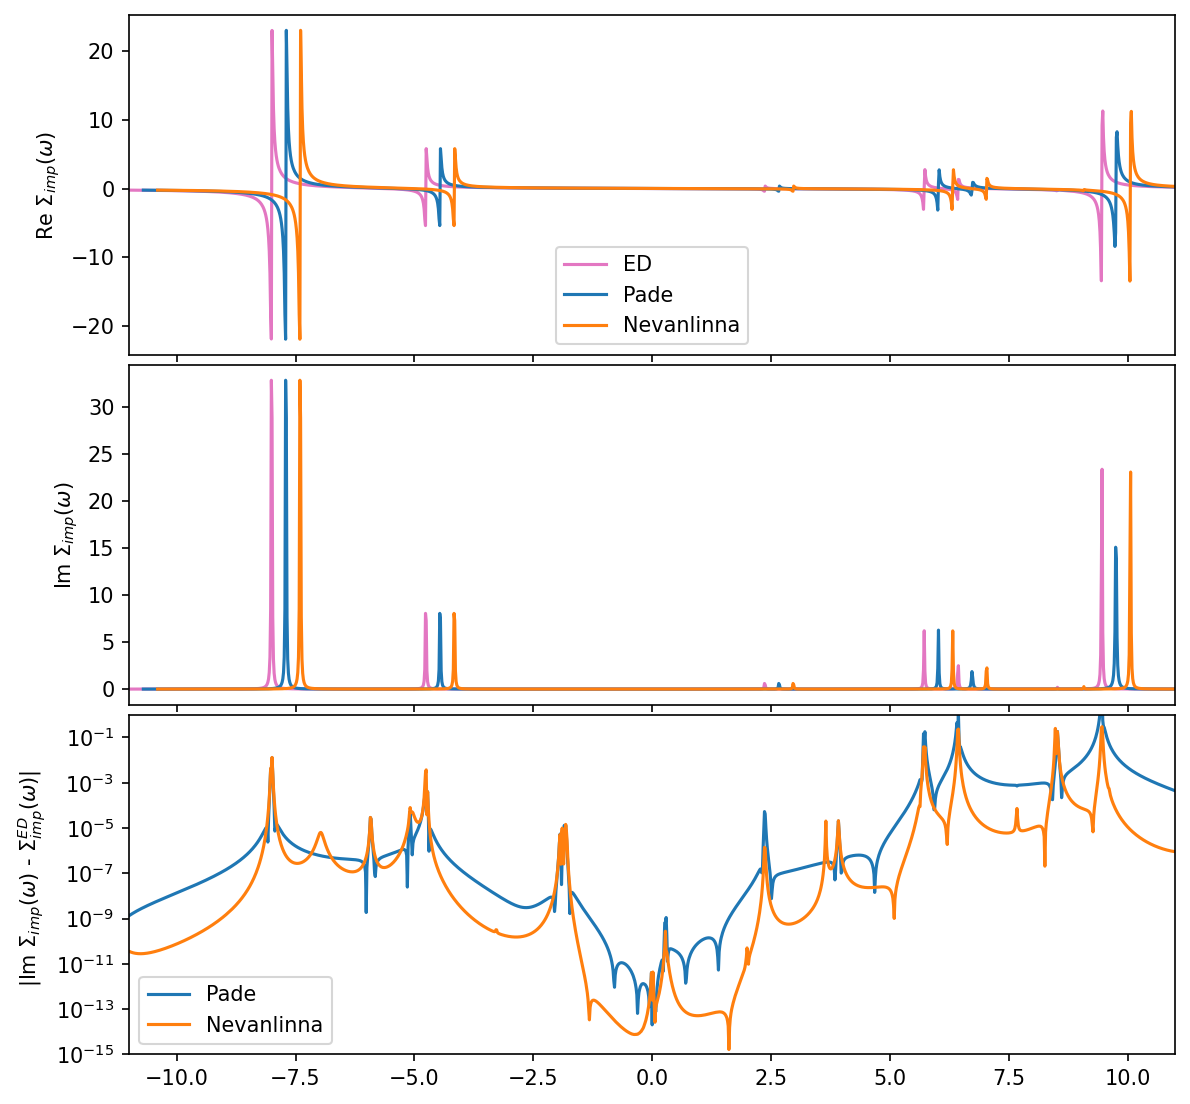 20
10
0
−10
−20
Re Σ_imp(ω)
ED
Pade
Nevanlinna
30
25
20
15
10
5
0
Im Σ_imp(ω)
10^−1
10^−3
10^−5
10^−7
10^−9
10^−11
10^−13
10^−15
|Im Σ_imp(ω) - Σ^ED_imp(ω)|
Pade
Nevanlinna
−10.0 −7.5 −5.0 −2.5 0.0 2.5 5.0 7.5 10.0